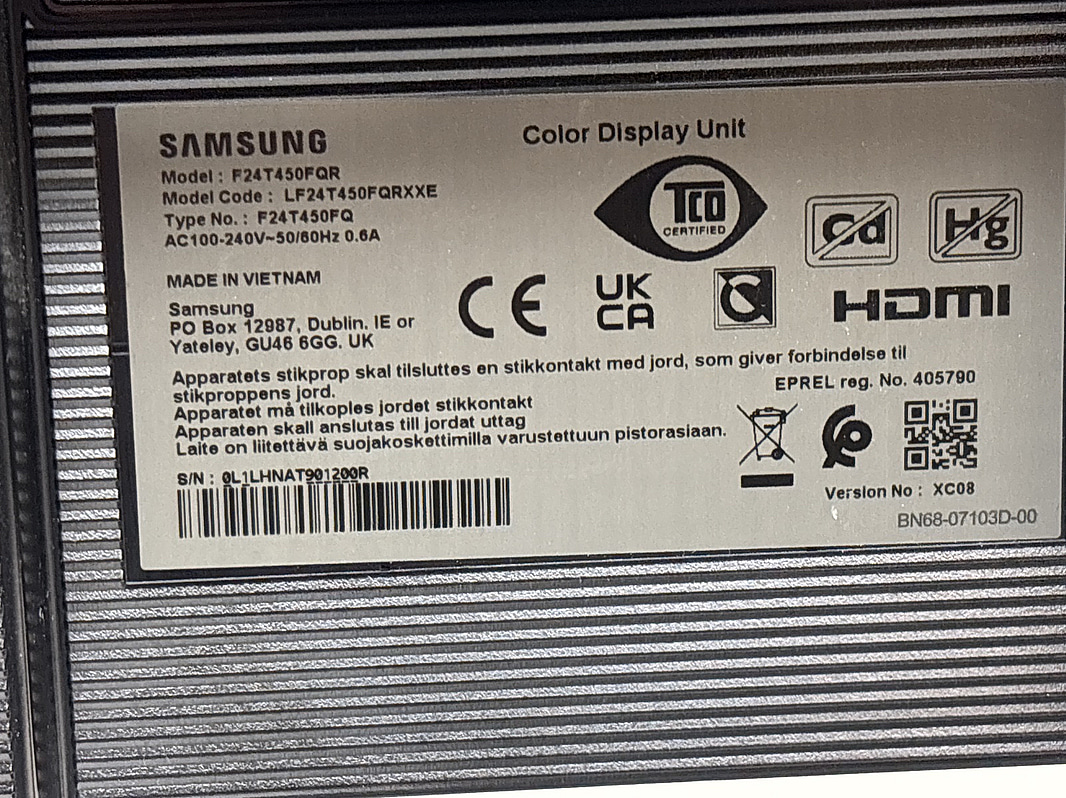 SAMSUNG
Color Display Unit
Model : F24T450FQR
Model Code : LF24T450FQRXXE
Type No. : F24T450FQ
AC100-240V~50/60Hz 0.6A
TCO
CERTIFIED
Cd
Hg
MADE IN VIETNAM
Samsung
PO Box 12987, Dublin. IE or
Yateley, GU46 6GG. UK
CE
UK
CA
HDMI
Apparatets stikprop skal tilsluttes en stikkontakt med jord, som giver forbindelse til
stikproppens jord.
Apparatet må tilkoples jordet stikkontakt
Apparaten skall anslutas till jordat uttag
Laite on liitettävä suojakoskettimilla varustettuun pistorasiaan.
EPREL reg. No. 405790
S/N : 0L1LHNAT901200R
Version No : XC08
BN68-07103D-00